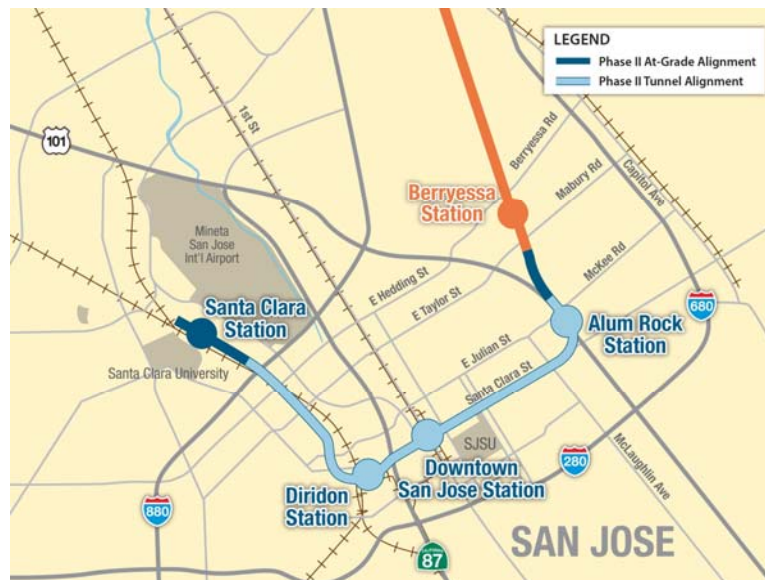 LEGEND
Phase II At-Grade Alignment
Phase II Tunnel Alignment
101
1st St
Berryessa Rd
Mabury Rd
Capitol Ave
Berryessa
Station
Mineta
San Jose
Int'l Airport
McKee Rd
E Hedding St
E Taylor St
680
Santa Clara
Station
Alum Rock
Station
E Julian St
Santa Clara St
Santa Clara University
SJSU
McLaughlin Ave
280
Downtown
San Jose Station
Diridon
Station
880
SAN JOSE
CALIFORNIA
87